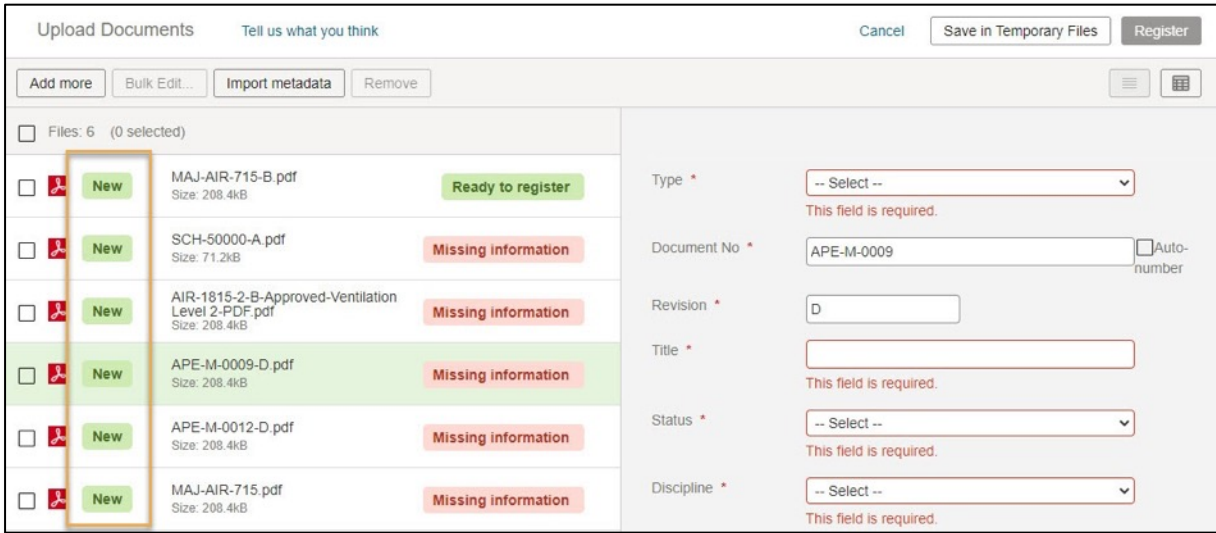 Upload Documents Tell us what you think Cancel Save in Temporary Files Register
Add more Bulk Edit... Import metadata Remove
Files: 6 (0 selected)
New MAJ-AIR-715-B.pdf Ready to register
Size: 208.4kB
New SCH-50000-A.pdf Missing information
Size: 71.2kB
New AIR-1815-2-B-Approved-Ventilation
Level 2-PDF.pdf Missing information
Size: 208.4kB
New APE-M-0009-D.pdf Missing information
Size: 208.4kB
New APE-M-0012-D.pdf Missing information
Size: 208.4kB
New MAJ-AIR-715.pdf Missing information
Size: 208.4kB
Type * -- Select --
This field is required.
Document No * APE-M-0009 Auto-
number
Revision * D
Title *
This field is required.
Status * -- Select --
This field is required.
Discipline * -- Select --
This field is required.